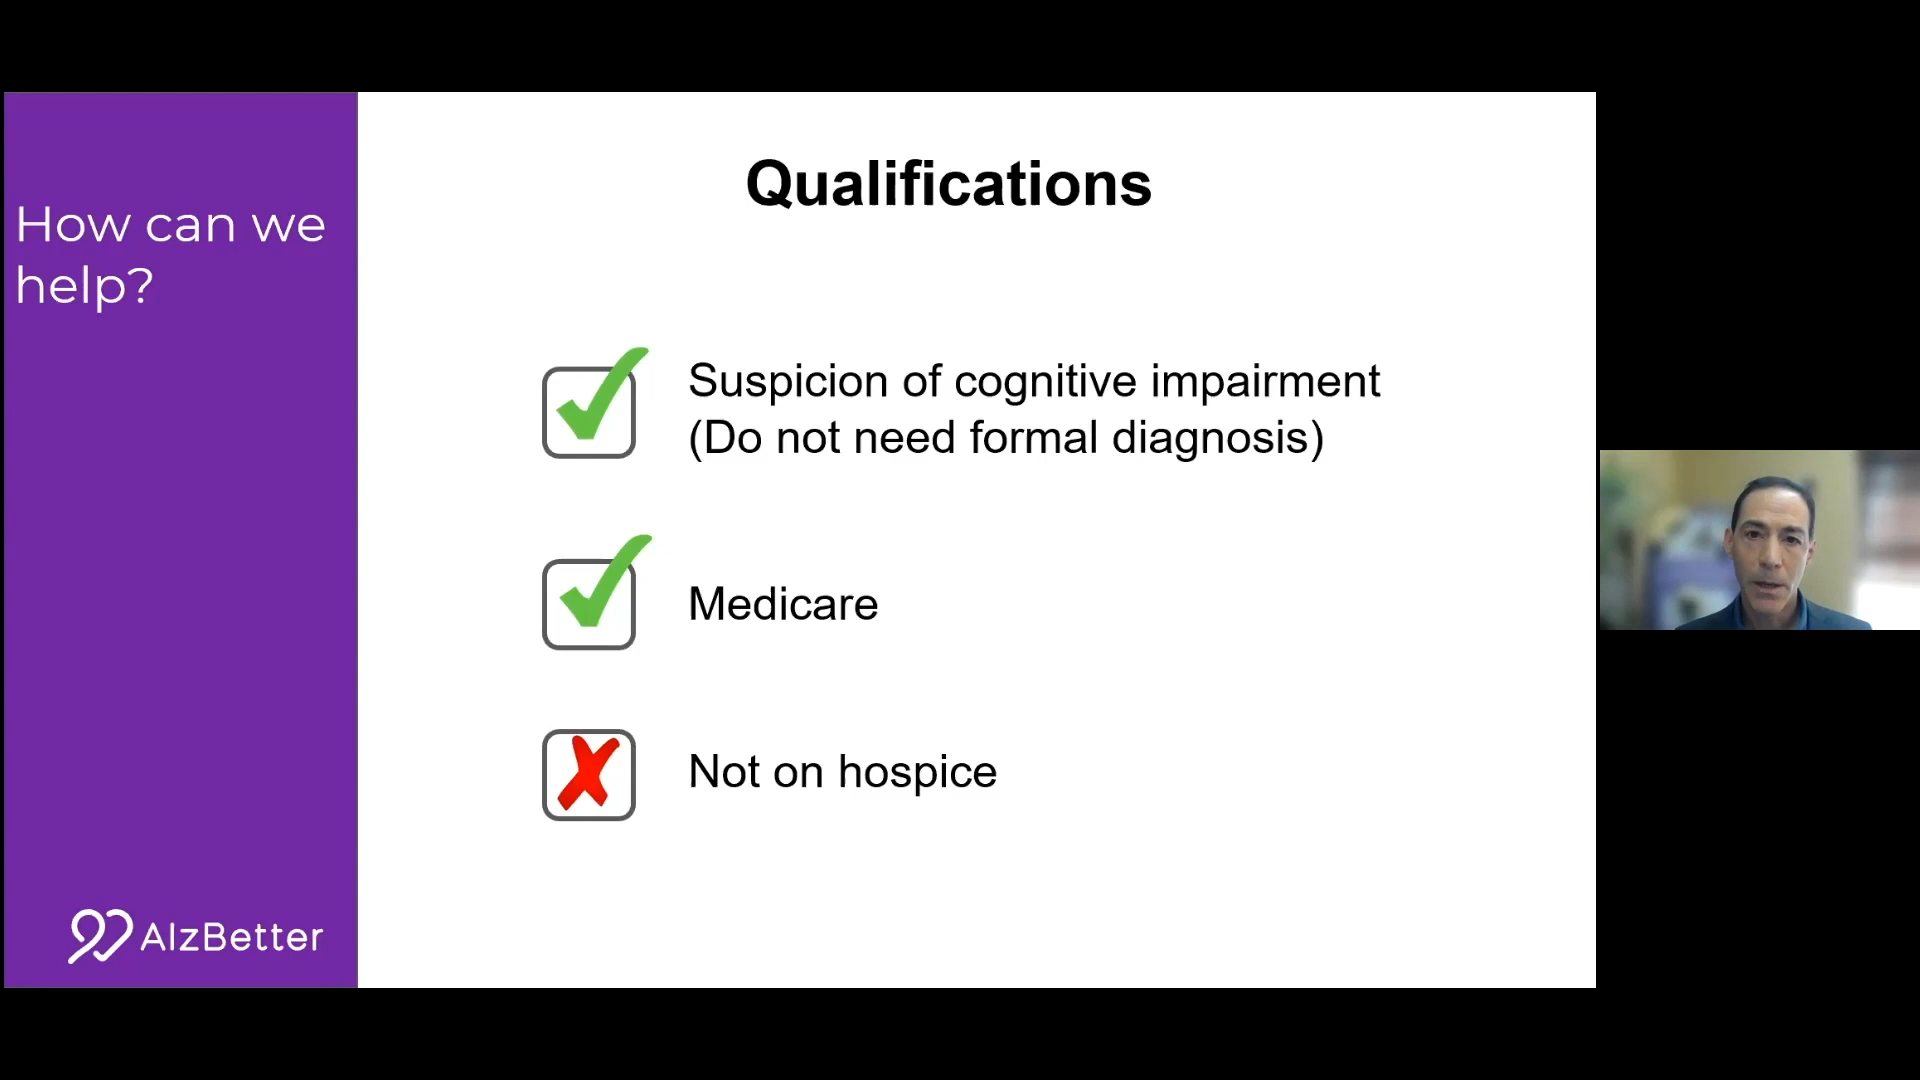 How can we
help?
Qualifications
Suspicion of cognitive impairment
(Do not need formal diagnosis)
Medicare
Not on hospice
AlzBetter